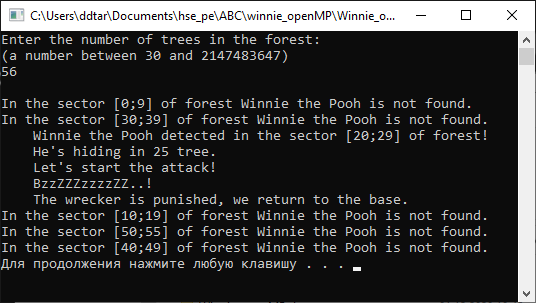 C:\Users\ddtar\Documents\hse_pe\ABC\winnie_openMP\Winnie_o...
Enter the number of trees in the forest:
(a number between 30 and 2147483647)
56
In the sector [0;9] of forest Winnie the Pooh is not found.
In the sector [30;39] of forest Winnie the Pooh is not found.
Winnie the Pooh detected in the sector [20;29] of forest!
He's hiding in 25 tree.
Let's start the attack!
BzzZZZzzzzZZ..!
The wrecker is punished, we return to the base.
In the sector [10;19] of forest Winnie the Pooh is not found.
In the sector [50;55] of forest Winnie the Pooh is not found.
In the sector [40;49] of forest Winnie the Pooh is not found.
Для продолжения нажмите любую клавишу . . .